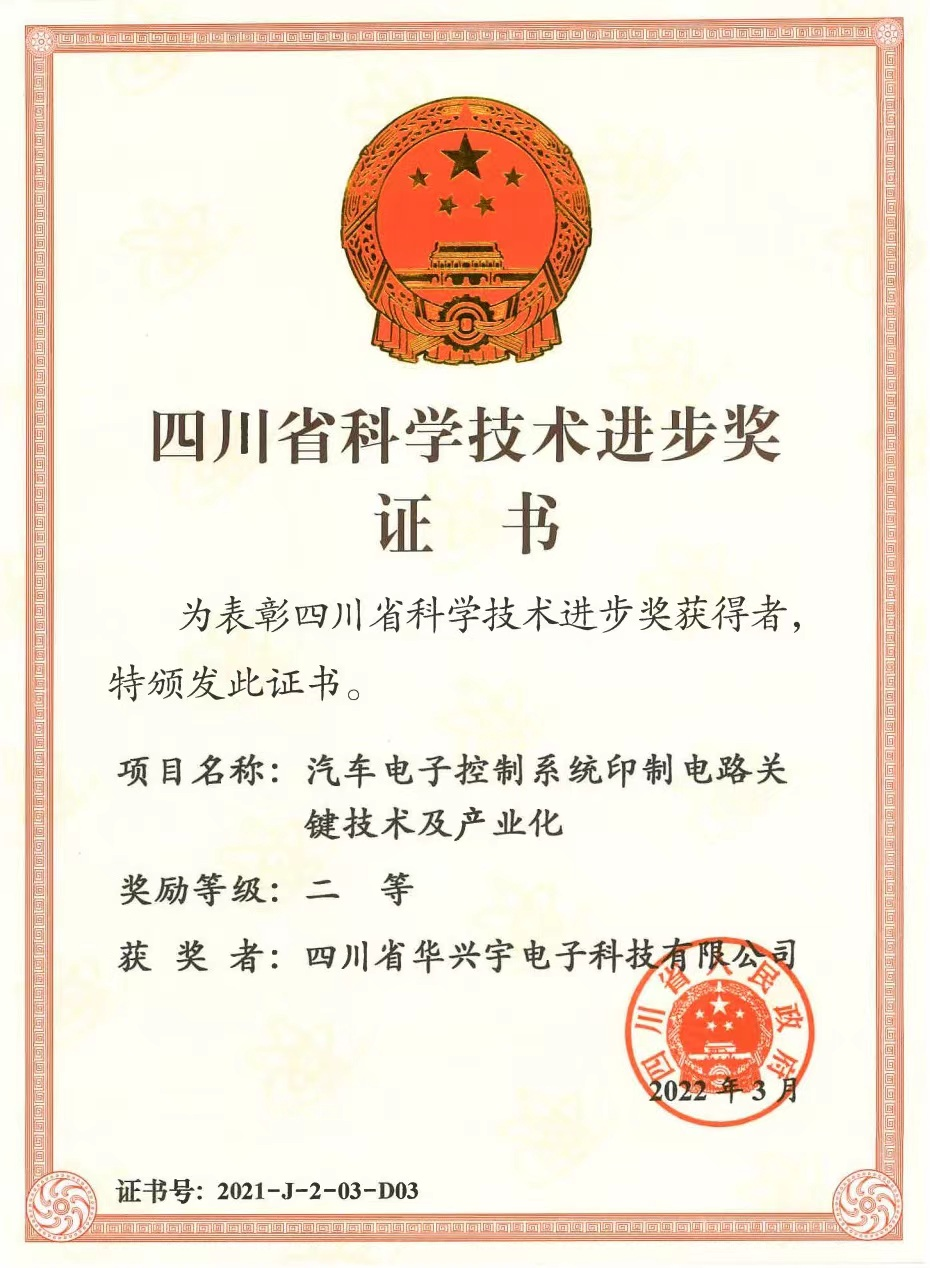 四川省科学技术进步奖
证 书
为表彰四川省科学技术进步奖获得者，
特颁发此证书。
项目名称：汽车电子控制系统印制电路关
键技术及产业化
奖励等级：二 等
获 奖 者：四川省华兴宇电子科技有限公司
四川省人民政府
2022 年 3 月
证书号：2021-J-2-03-D03